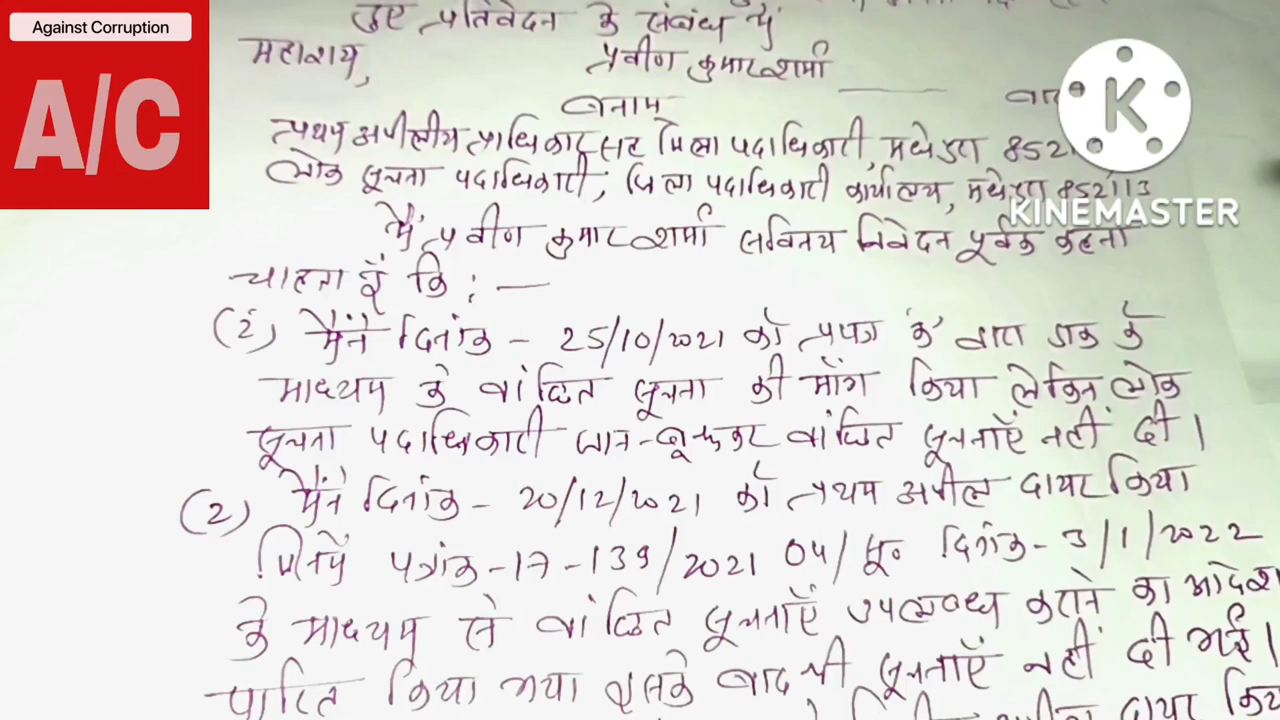 Against Corruption
A/C
हुए प्रतिवेदन के संबंध में
महाशय,
प्रवीण कुमार शर्मा
बनाम
प्रथम अपीलीय प्राधिकार सह जिला पदाधिकारी, मधेपुरा 852
लोक सूचना पदाधिकारी, जिला पदाधिकारी कार्यालय, मधेपुरा 852113
K
KINEMASTER
मैं प्रवीण कुमार शर्मा सविनय निवेदन पूर्वक कहना
चाहता हूँ कि : —
(1) मैंने दिनांक - 25/10/2021 को प्रपत्र 'क' द्वारा डाक के
माध्यम से वांछित सूचना की माँग किया लेकिन लोक
सूचना पदाधिकारी जान-बूझकर वांछित सूचनाएँ नहीं दी।
(2) मैंने दिनांक - 20/12/2021 को प्रथम अपील दायर किया
जिसमें पत्रांक - 17 - 139/2021 04/सू० दिनांक - 3/1/2022
के माध्यम से वांछित सूचनाएँ उपलब्ध कराने का आदेश
पारित किया गया इसके बाद भी सूचनाएँ नहीं दी गई।
अपील दायर किय